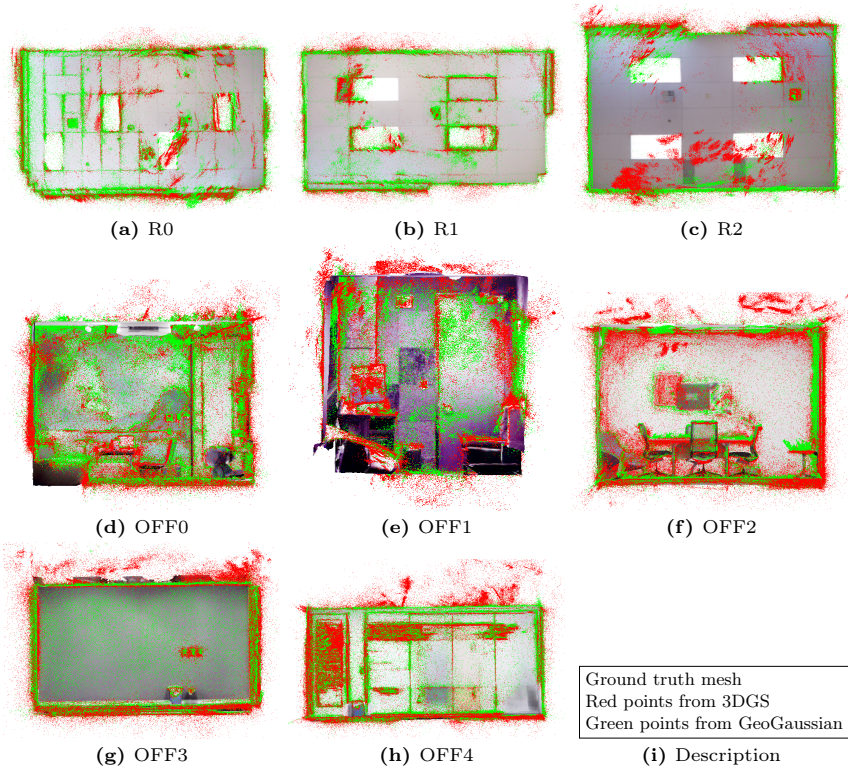 (a) R0
(b) R1
(c) R2
(d) OFF0
(e) OFF1
(f) OFF2
(g) OFF3
(h) OFF4
Ground truth mesh
Red points from 3DGS
Green points from GeoGaussian
(i) Description